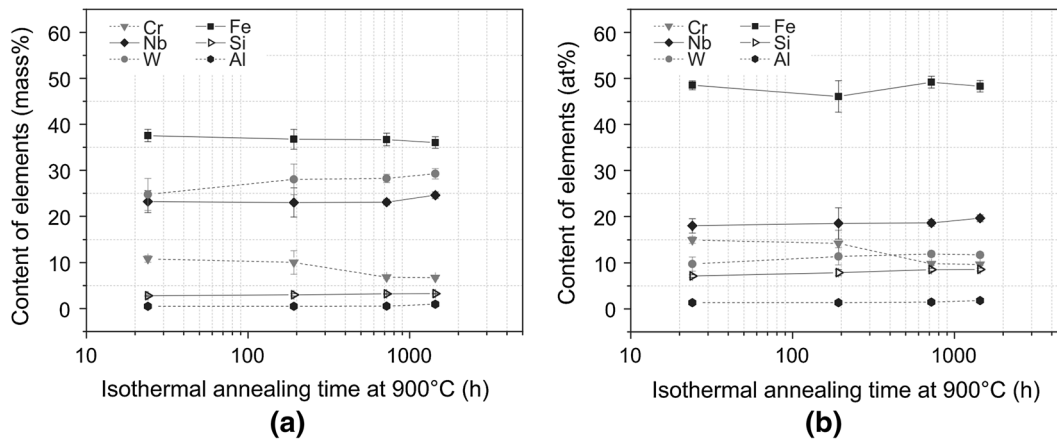 Cr Fe
Nb Si
W Al
60
50
40
30
20
10
0
Content of elements (mass%)
10 100 1000
Isothermal annealing time at 900°C (h)
(a)
Cr Fe
Nb Si
W Al
60
50
40
30
20
10
0
Content of elements (at%)
10 100 1000
Isothermal annealing time at 900°C (h)
(b)